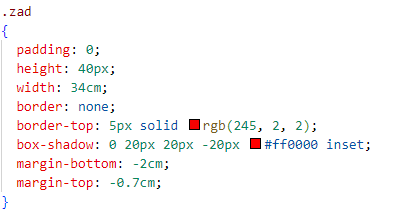 .zad
{
padding: 0;
height: 40px;
width: 34cm;
border: none;
border-top: 5px solid rgb(245, 2, 2);
box-shadow: 0 20px 20px -20px #ff0000 inset;
margin-bottom: -2cm;
margin-top: -0.7cm;
}